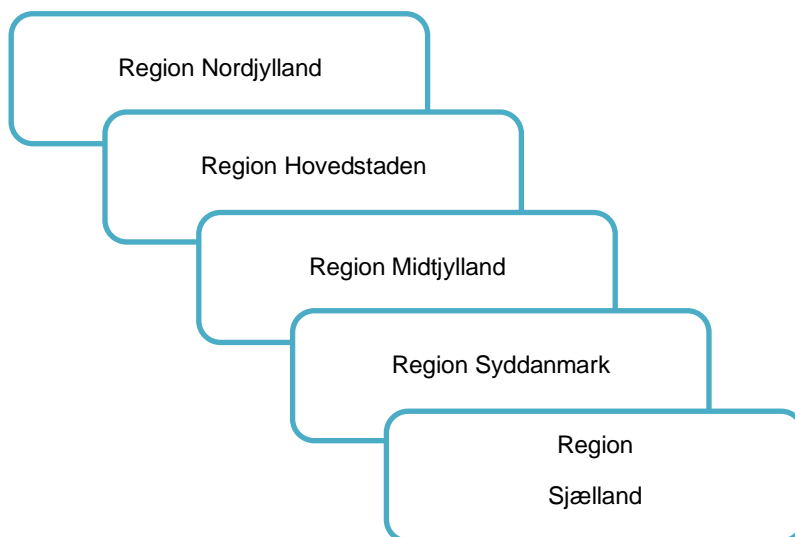 Region Nordjylland
Region Hovedstaden
Region Midtjylland
Region Syddanmark
Region
Sjælland